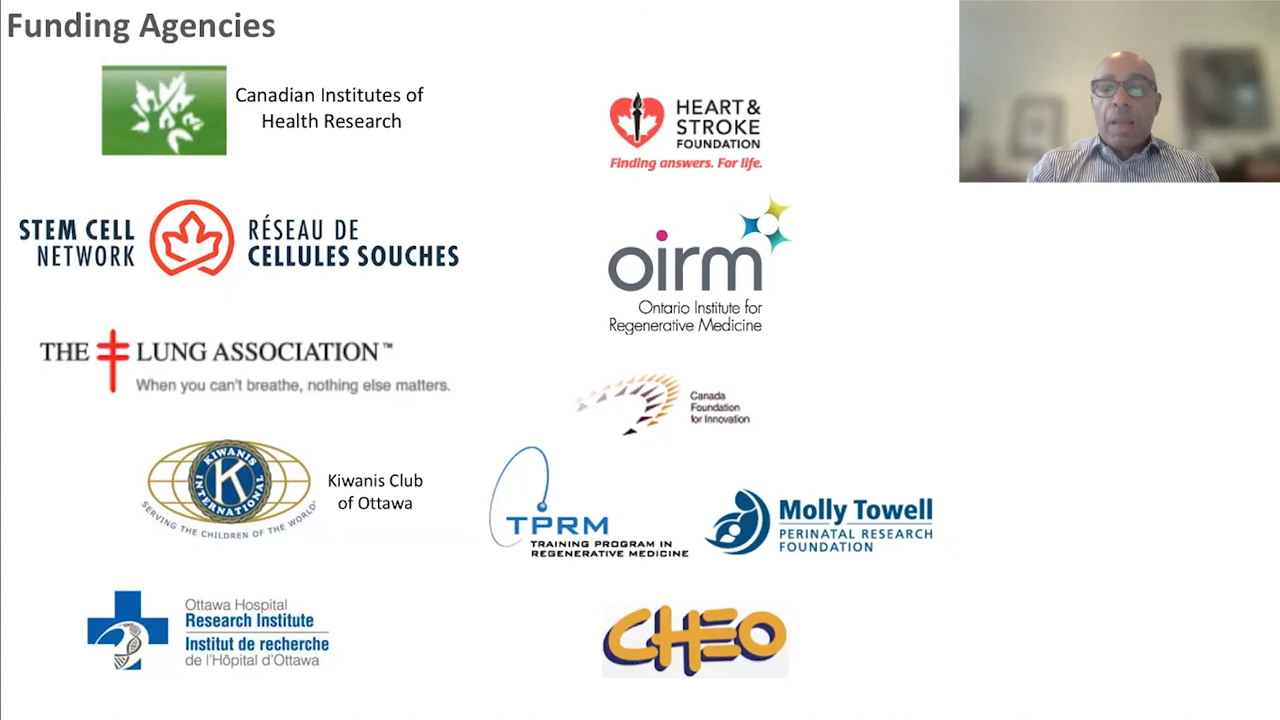 Funding Agencies
Canadian Institutes of
Health Research
HEART &
STROKE
FOUNDATION
Finding answers. For life.
STEM CELL
NETWORK
RÉSEAU DE
CELLULES SOUCHES
oirm
Ontario Institute for
Regenerative Medicine
THE LUNG ASSOCIATION™
When you can't breathe, nothing else matters.
Canada
Foundation
for Innovation
KIWANIS
K
INTERNATIONAL
SERVING THE CHILDREN OF THE WORLD
Kiwanis Club
of Ottawa
TPRM
TRAINING PROGRAM IN
REGENERATIVE MEDICINE
Molly Towell
PERINATAL RESEARCH
FOUNDATION
Ottawa Hospital
Research Institute
Institut de recherche
de l'Hôpital d'Ottawa
CHEO